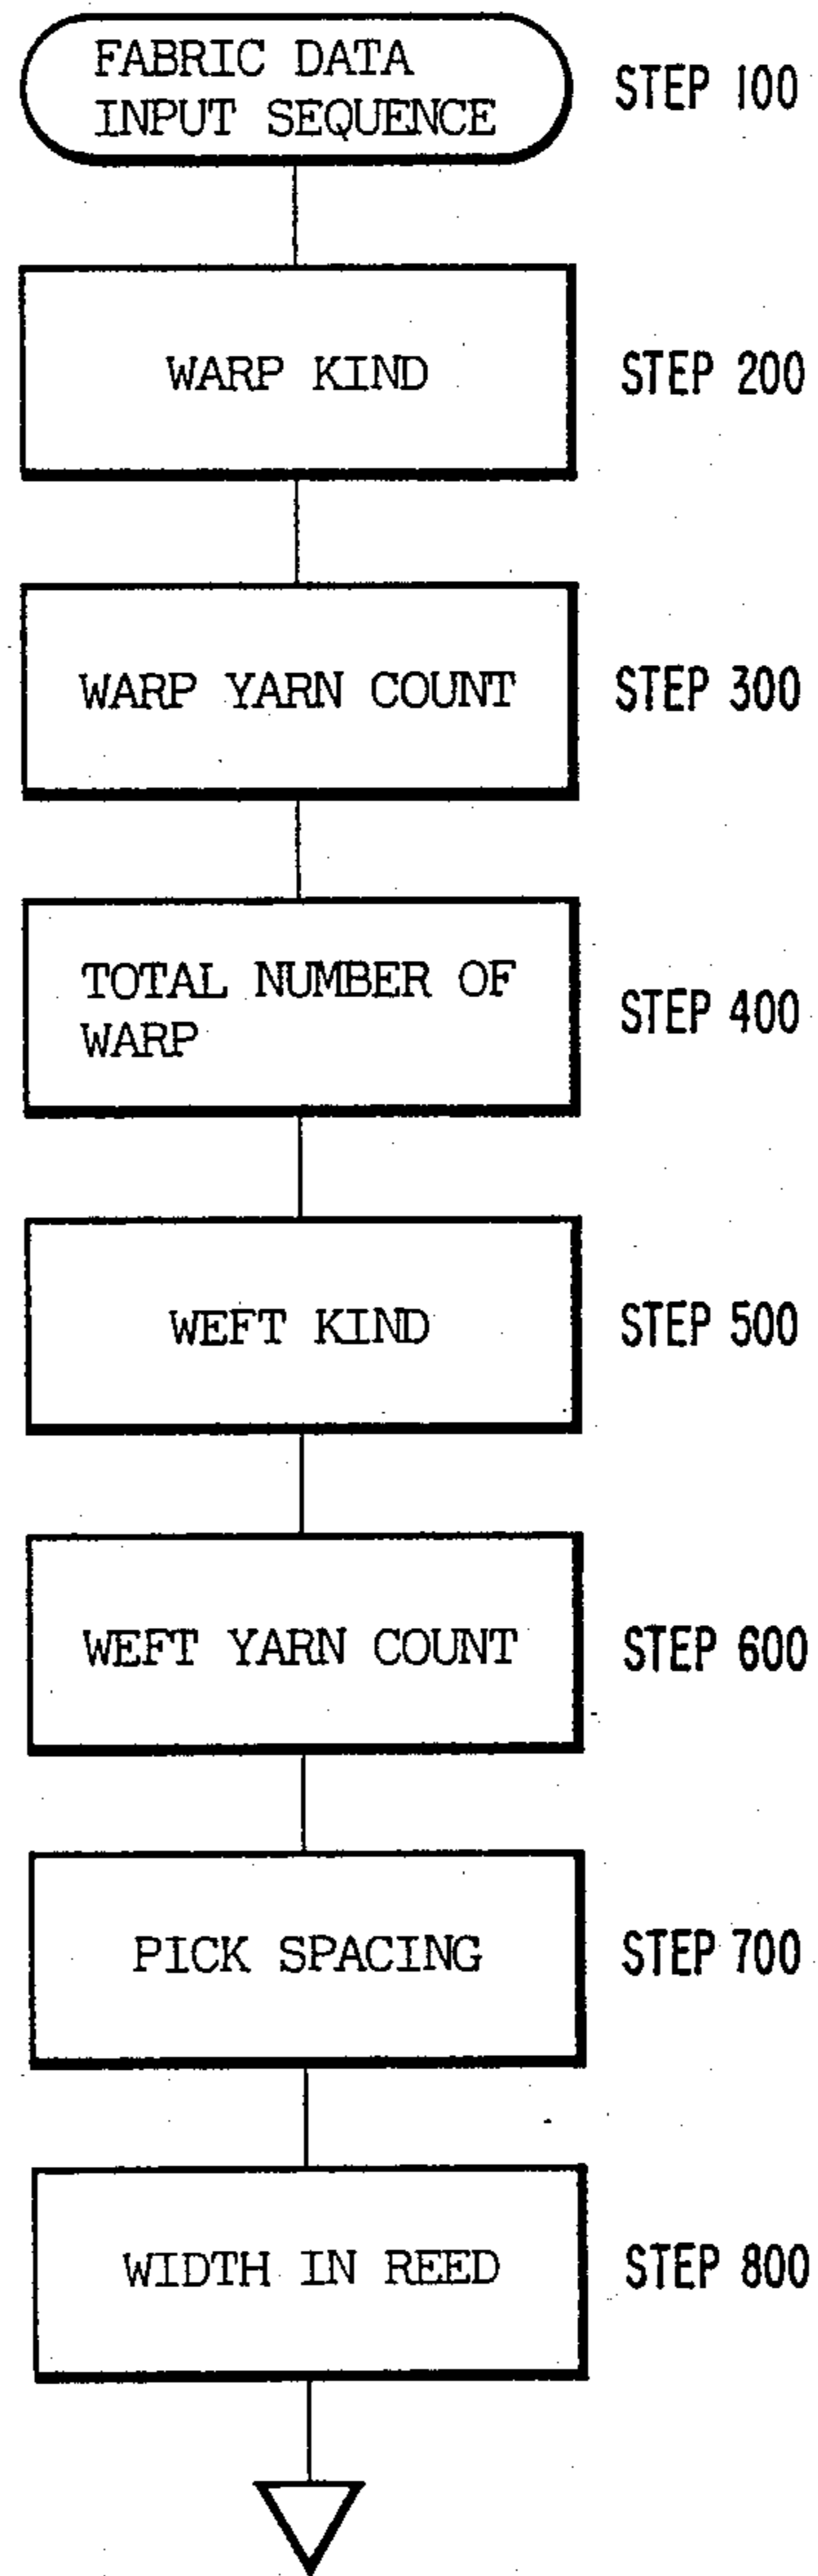 FABRIC DATA
INPUT SEQUENCE
STEP 100
WARP KIND
STEP 200
WARP YARN COUNT
STEP 300
TOTAL NUMBER OF
WARP
STEP 400
WEFT KIND
STEP 500
WEFT YARN COUNT
STEP 600
PICK SPACING
STEP 700
WIDTH IN REED
STEP 800